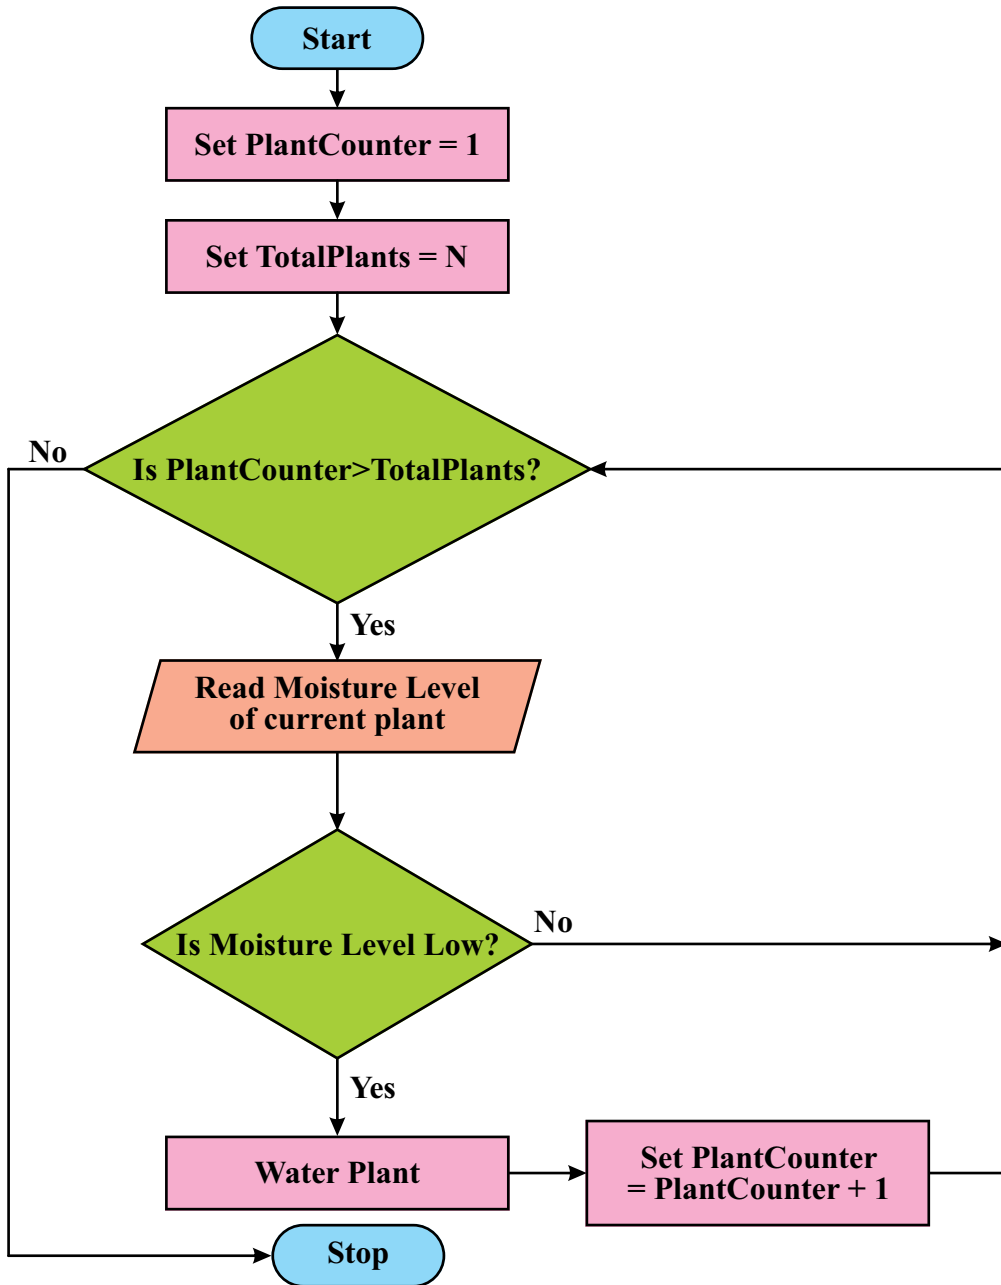 Start
Set PlantCounter = 1
Set TotalPlants = N
No
Is PlantCounter>TotalPlants?
Yes
Read Moisture Level
of current plant
No
Is Moisture Level Low?
Yes
Water Plant
Set PlantCounter
= PlantCounter + 1
Stop